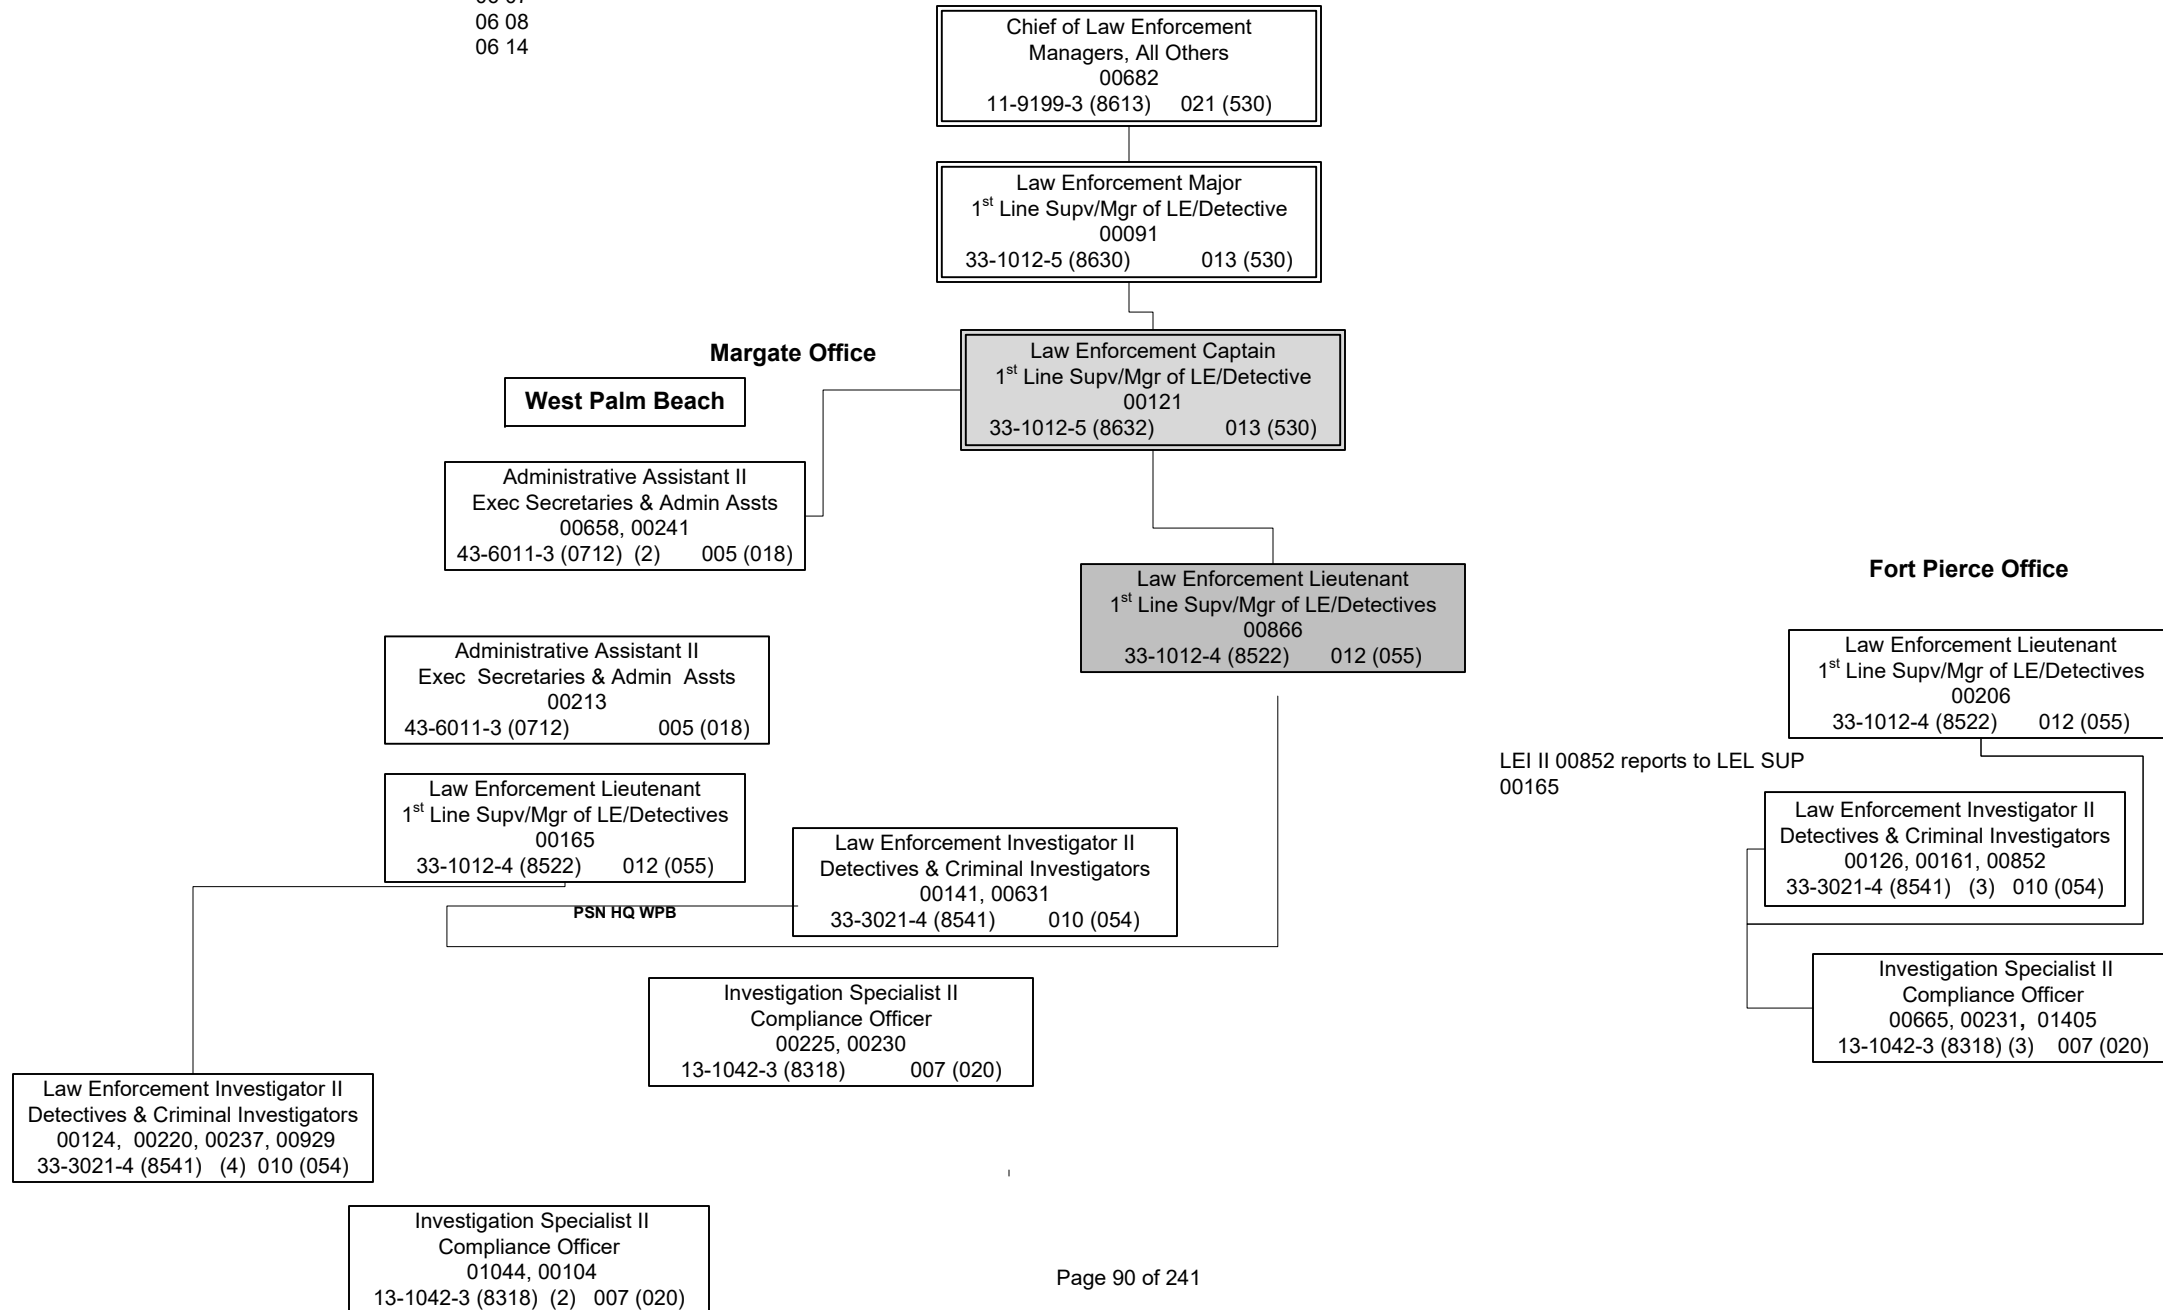 06 08
06 14
Chief of Law Enforcement
Managers, All Others
00682
11-9199-3 (8613) 021 (530)
Law Enforcement Major
1st Line Supv/Mgr of LE/Detective
00091
33-1012-5 (8630) 013 (530)
Margate Office
West Palm Beach
Law Enforcement Captain
1st Line Supv/Mgr of LE/Detective
00121
33-1012-5 (8632) 013 (530)
Administrative Assistant II
Exec Secretaries & Admin Assts
00658, 00241
43-6011-3 (0712) (2) 005 (018)
Law Enforcement Lieutenant
1st Line Supv/Mgr of LE/Detectives
00866
33-1012-4 (8522) 012 (055)
Fort Pierce Office
Administrative Assistant II
Exec Secretaries & Admin Assts
00213
43-6011-3 (0712) 005 (018)
Law Enforcement Lieutenant
1st Line Supv/Mgr of LE/Detectives
00206
33-1012-4 (8522) 012 (055)
LEI II 00852 reports to LEL SUP
00165
Law Enforcement Lieutenant
1st Line Supv/Mgr of LE/Detectives
00165
33-1012-4 (8522) 012 (055)
Law Enforcement Investigator II
Detectives & Criminal Investigators
00141, 00631
33-3021-4 (8541) 010 (054)
PSN HQ WPB
Law Enforcement Investigator II
Detectives & Criminal Investigators
00126, 00161, 00852
33-3021-4 (8541) (3) 010 (054)
Investigation Specialist II
Compliance Officer
00225, 00230
13-1042-3 (8318) 007 (020)
Investigation Specialist II
Compliance Officer
00665, 00231, 01405
13-1042-3 (8318) (3) 007 (020)
Law Enforcement Investigator II
Detectives & Criminal Investigators
00124, 00220, 00237, 00929
33-3021-4 (8541) (4) 010 (054)
Investigation Specialist II
Compliance Officer
01044, 00104
13-1042-3 (8318) (2) 007 (020)
Page 90 of 241